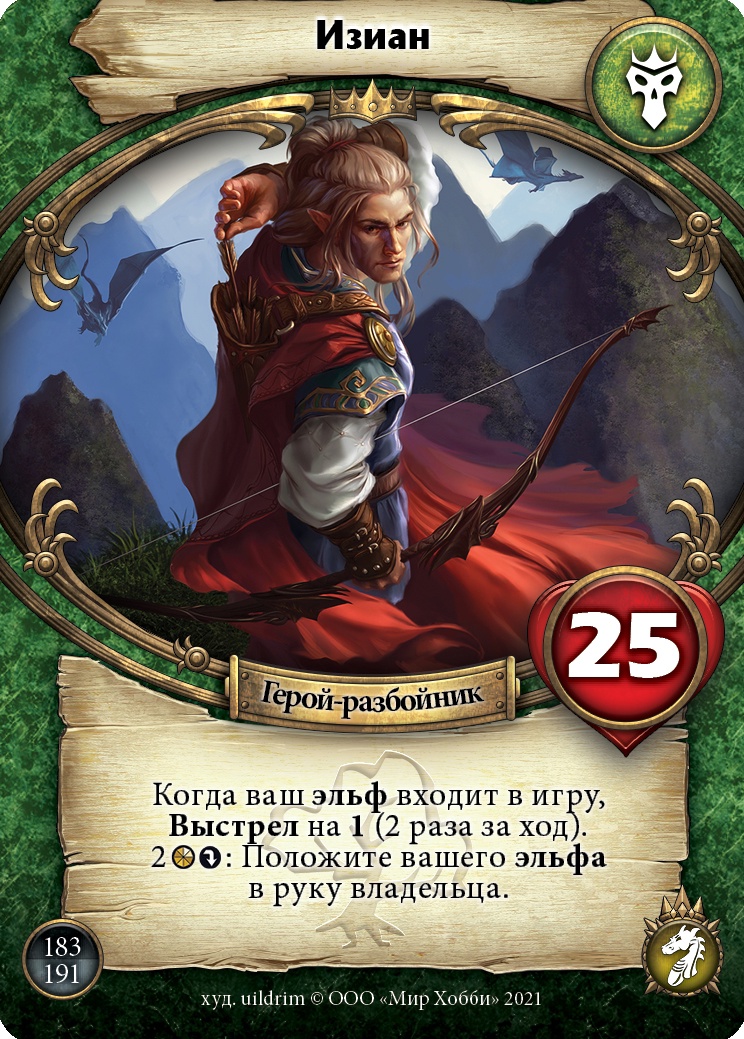 Изиан
25
Герой-разбойник
Когда ваш эльф входит в игру,
Выстрел на 1 (2 раза за ход).
2 : Положите вашего эльфа
в руку владельца.
183
191
худ. uildrim © ООО «Мир Хобби» 2021